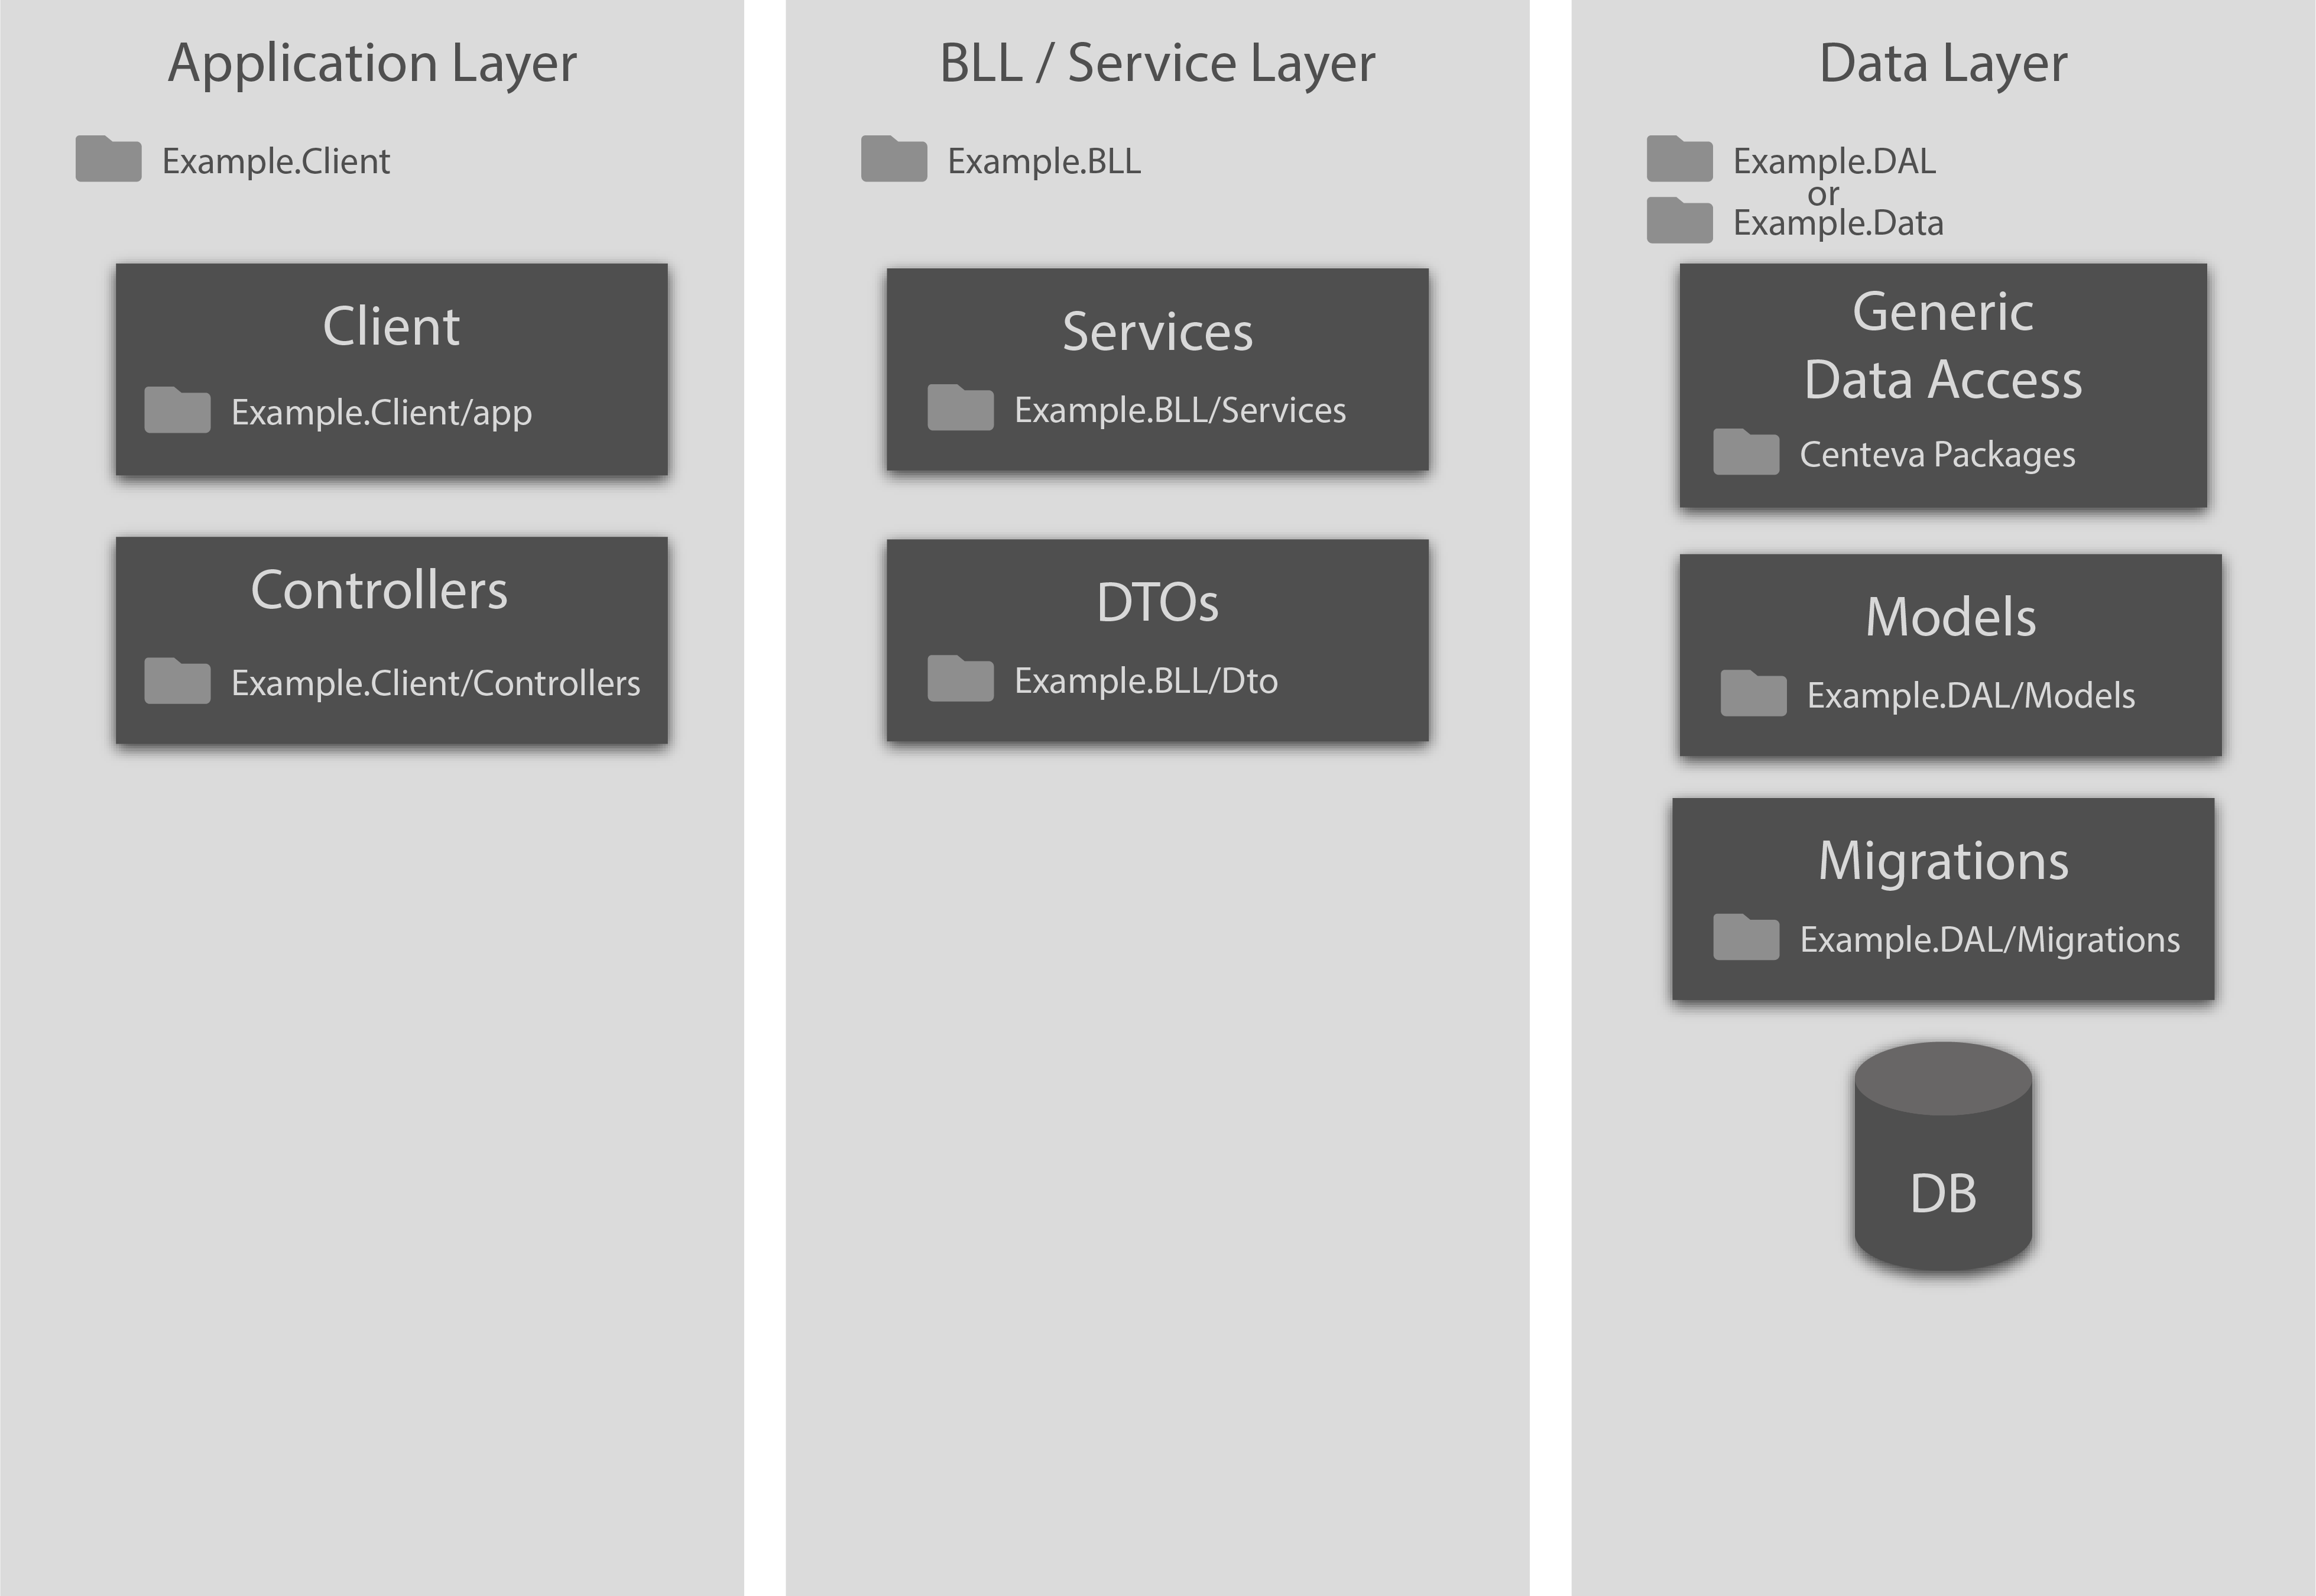 Application Layer
Example.Client
Client
Example.Client/app
Controllers
Example.Client/Controllers
BLL / Service Layer
Example.BLL
Services
Example.BLL/Services
DTOs
Example.BLL/Dto
Data Layer
Example.DAL
or
Example.Data
Generic
Data Access
Centeva Packages
Models
Example.DAL/Models
Migrations
Example.DAL/Migrations
DB